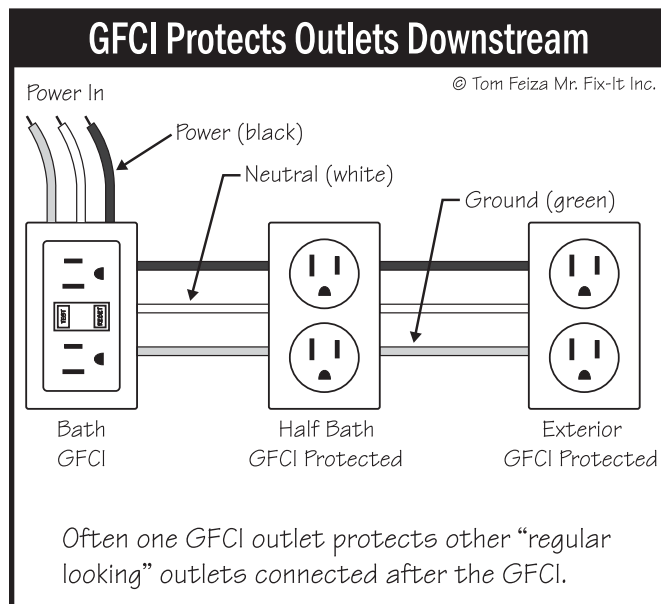 GFCI Protects Outlets Downstream
© Tom Feiza Mr. Fix-It Inc.
Power In
Power (black)
Neutral (white)
Ground (green)
TEST
RESET
Bath
GFCI
Half Bath
GFCI Protected
Exterior
GFCI Protected
Often one GFCI outlet protects other “regular
looking” outlets connected after the GFCI.